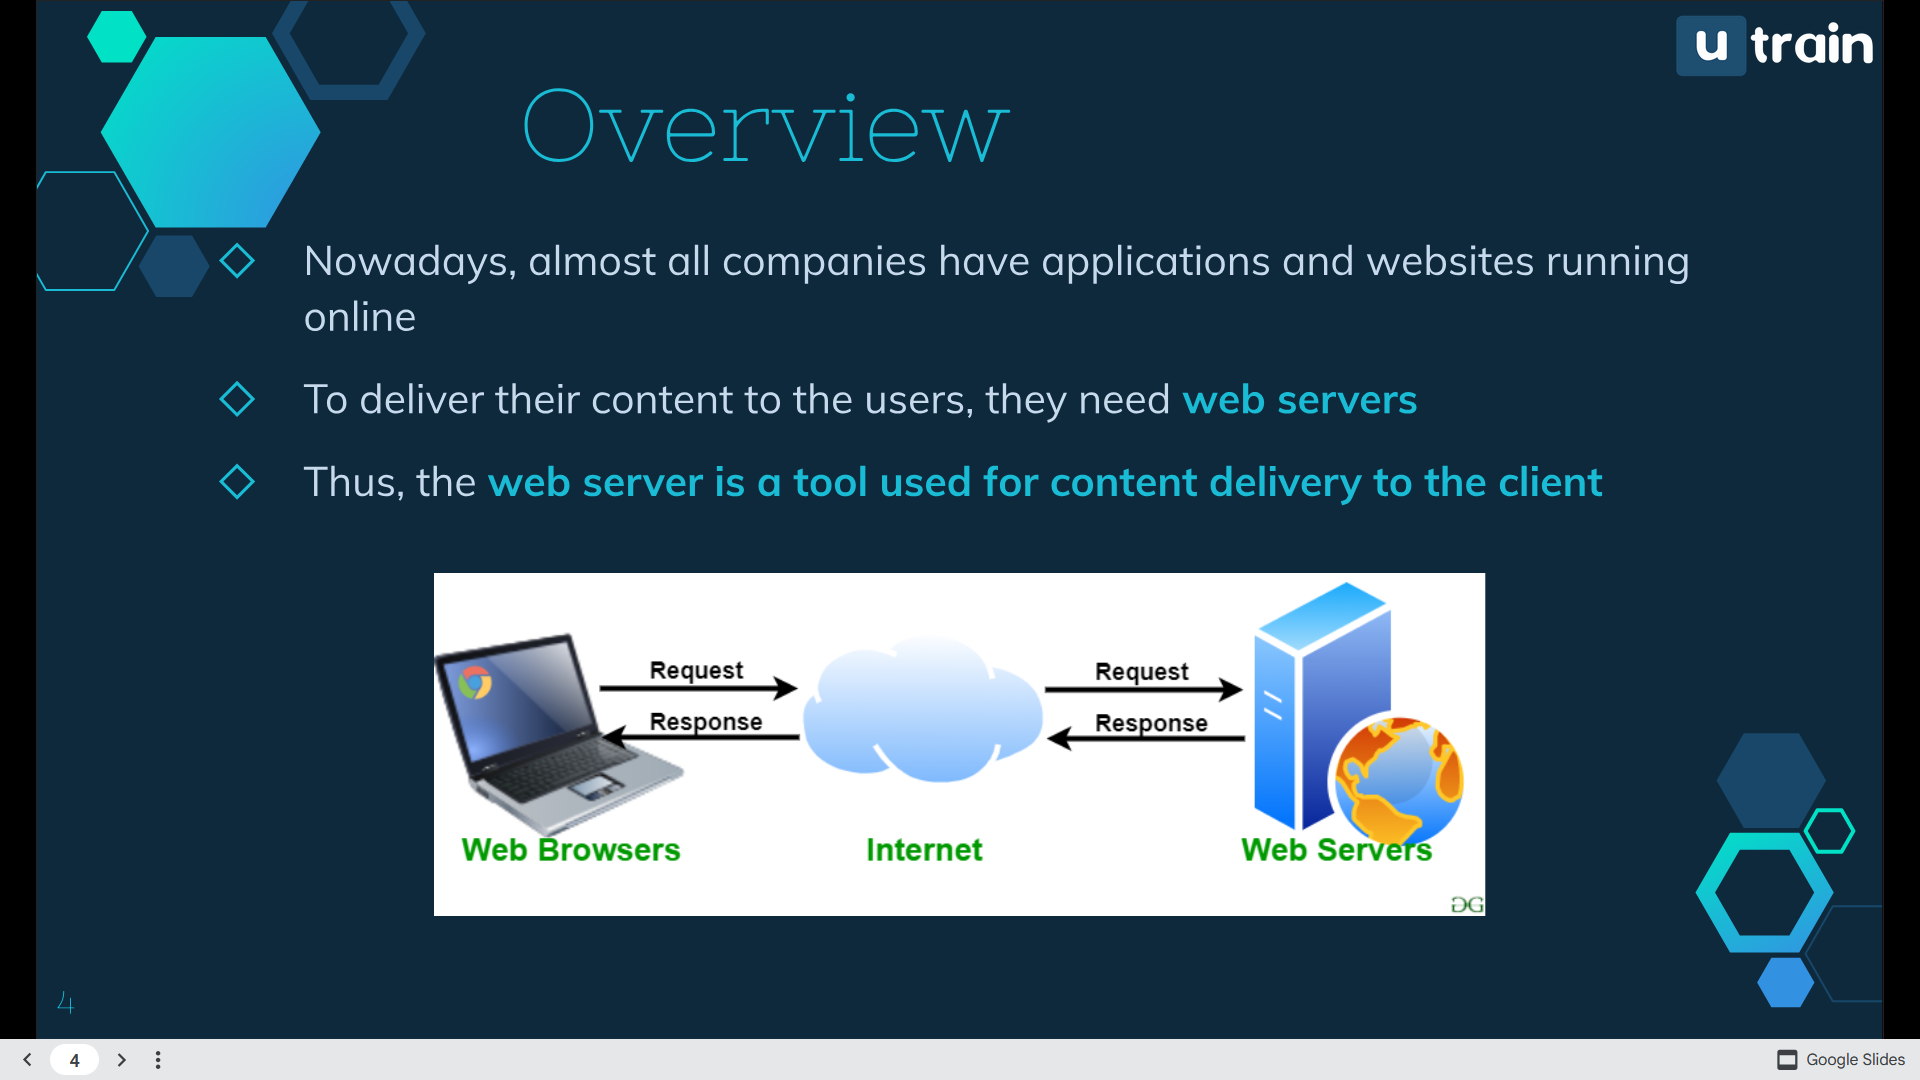 u train
Overview
Nowadays, almost all companies have applications and websites running
online
To deliver their content to the users, they need web servers
Thus, the web server is a tool used for content delivery to the client
Request
Response
Request
Response
Web Browsers
Internet
Web Servers
4
4
Google Slides